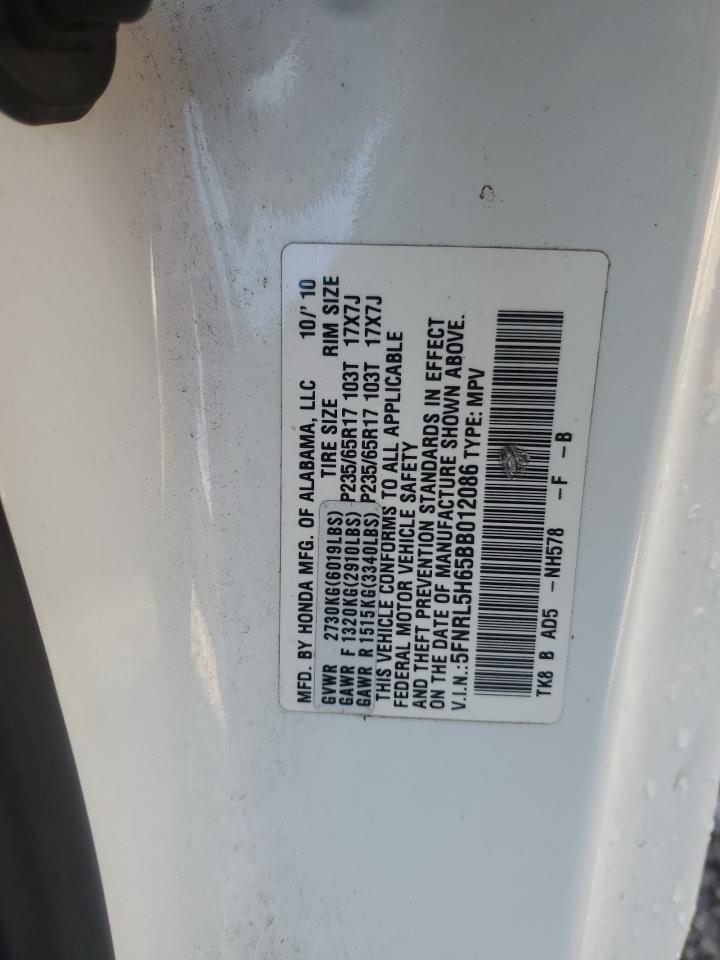 MFD. BY HONDA MFG. OF ALABAMA, LLC 10/'10
GVWR 2730KG(6019LBS) TIRE SIZE RIM SIZE
GAWR F 1320KG(2910LBS) P235/65R17 103T 17X7J
GAWR R 1515KG(3340LBS) P235/65R17 103T 17X7J
THIS VEHICLE CONFORMS TO ALL APPLICABLE
FEDERAL MOTOR VEHICLE SAFETY
AND THEFT PREVENTION STANDARDS IN EFFECT
ON THE DATE OF MANUFACTURE SHOWN ABOVE.
V.I.N.:5FNRL5H65BB012086 TYPE: MPV
TK8 B AD5 -NH578 -F -B